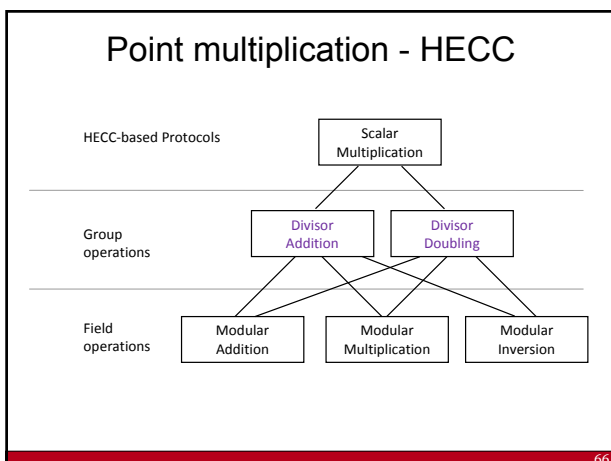 Point multiplication - HECC
HECC-based Protocols
Scalar
Multiplication
Group
operations
Divisor
Addition
Divisor
Doubling
Field
operations
Modular
Addition
Modular
Multiplication
Modular
Inversion
66